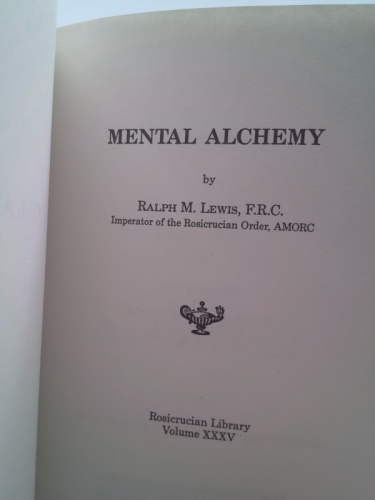 MENTAL ALCHEMY
by
RALPH M. LEWIS, F.R.C.
Imperator of the Rosicrucian Order, AMORC
Rosicrucian Library
Volume XXXV